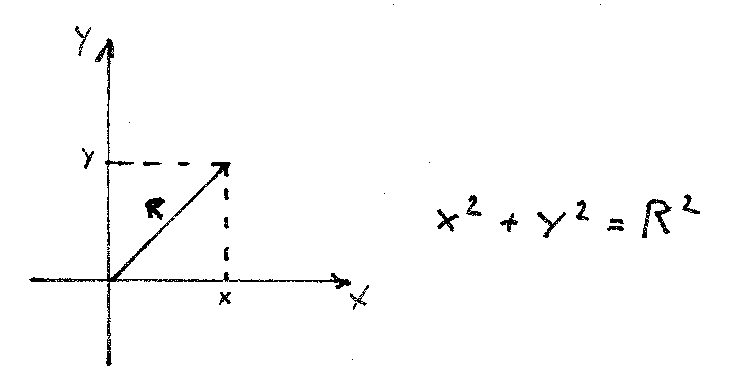 Y
y
R
x
X
x² + y² = R²